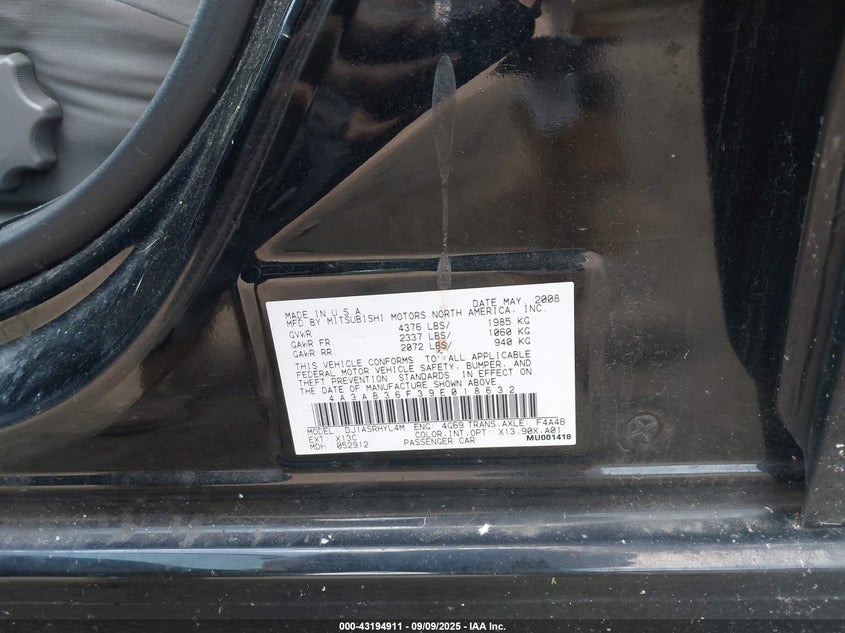 MADE IN U.S.A. DATE MAY, 2008
MFD BY MITSUBISHI MOTORS NORTH AMERICA, INC.
GVWR 4376 LBS/ 1985 KG
GAWR FR 2337 LBS/ 1060 KG
GAWR RR 2072 LBS/ 940 KG
THIS VEHICLE CONFORMS TO ALL APPLICABLE
FEDERAL MOTOR VEHICLE SAFETY, BUMPER, AND
THEFT PREVENTION STANDARDS IN EFFECT ON
THE DATE OF MANUFACTURE SHOWN ABOVE
4A3AB36F39E018632
MODEL: DJ1ASRHYL4M ENG 4G69 TRANS.AXLE: F4A4B
EXT: X13C COLOR.INT.OPT: X13.90X.A01
MDH 052912 PASSENGER CAR MU001418
000-43194911 - 09/09/2025 - IAA Inc.